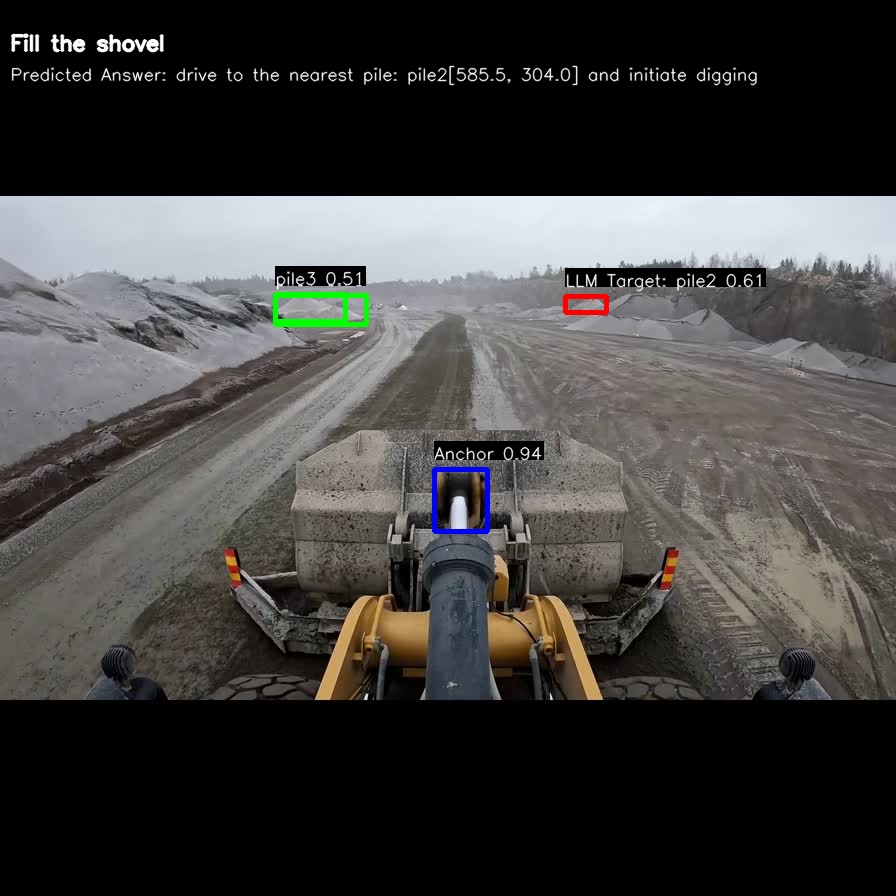 Fill the shovel
Predicted Answer: drive to the nearest pile: pile2[585.5, 304.0] and initiate digging
pile3 0.51
LLM Target: pile2 0.61
Anchor 0.94